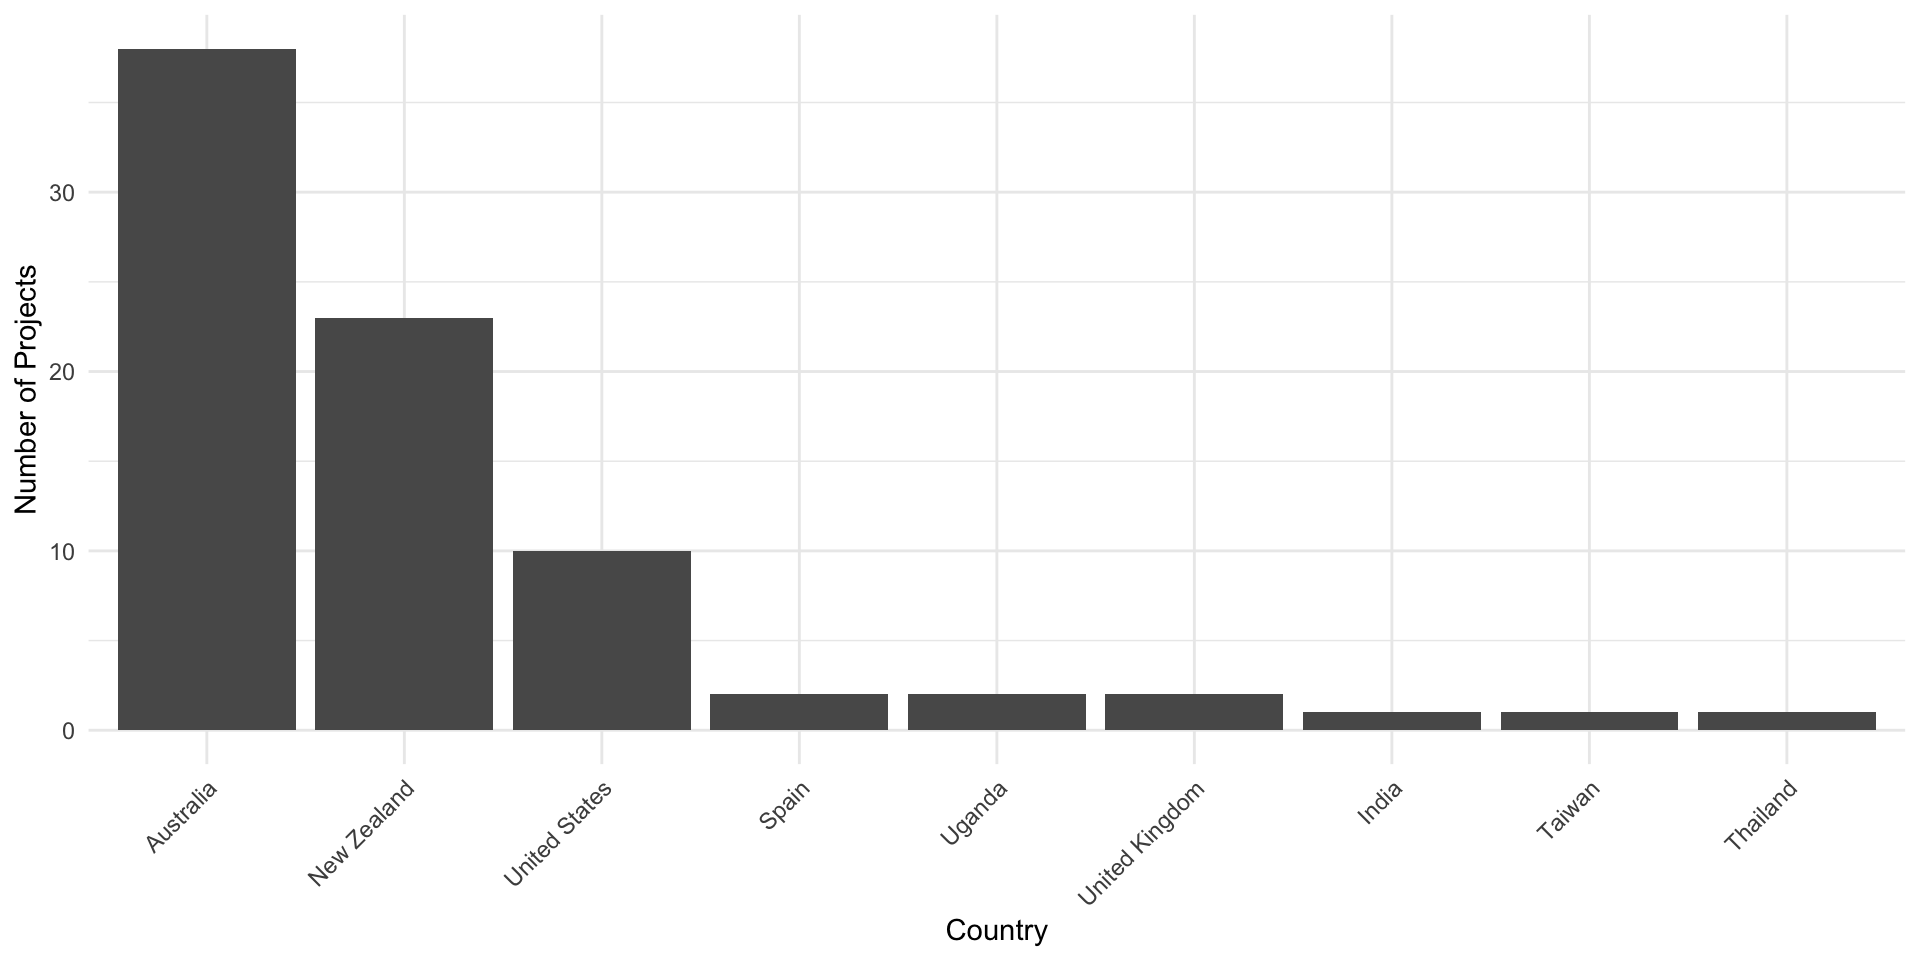 Number of Projects
30
20
10
0
Australia
New Zealand
United States
Spain
Uganda
United Kingdom
India
Taiwan
Thailand
Country